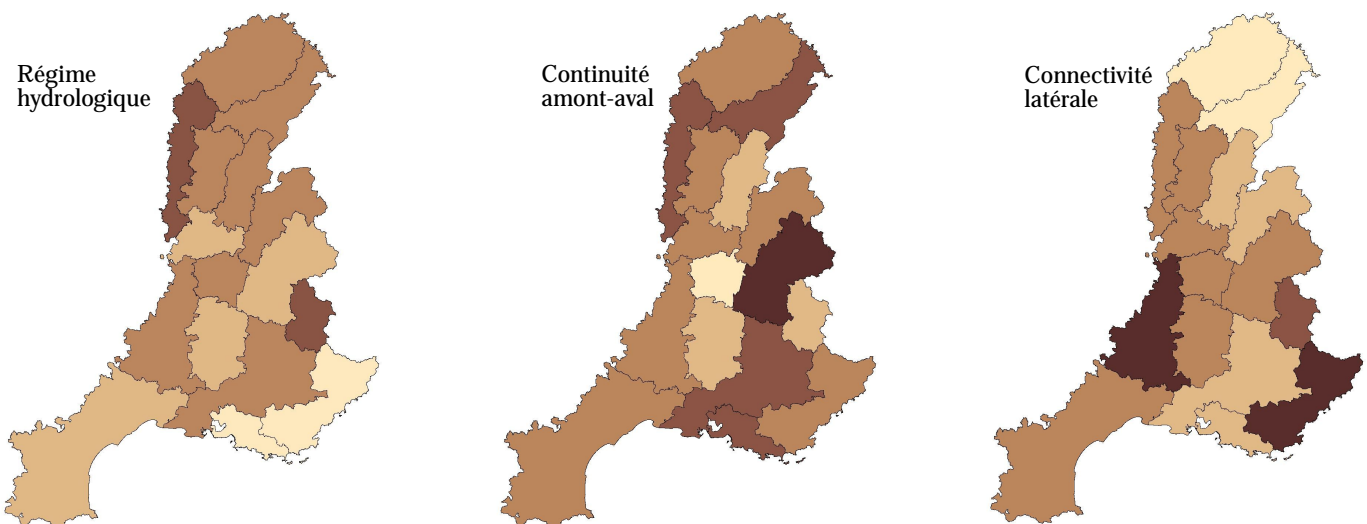 Régime
hydrologique
Continuité
amont-aval
Connectivité
latérale